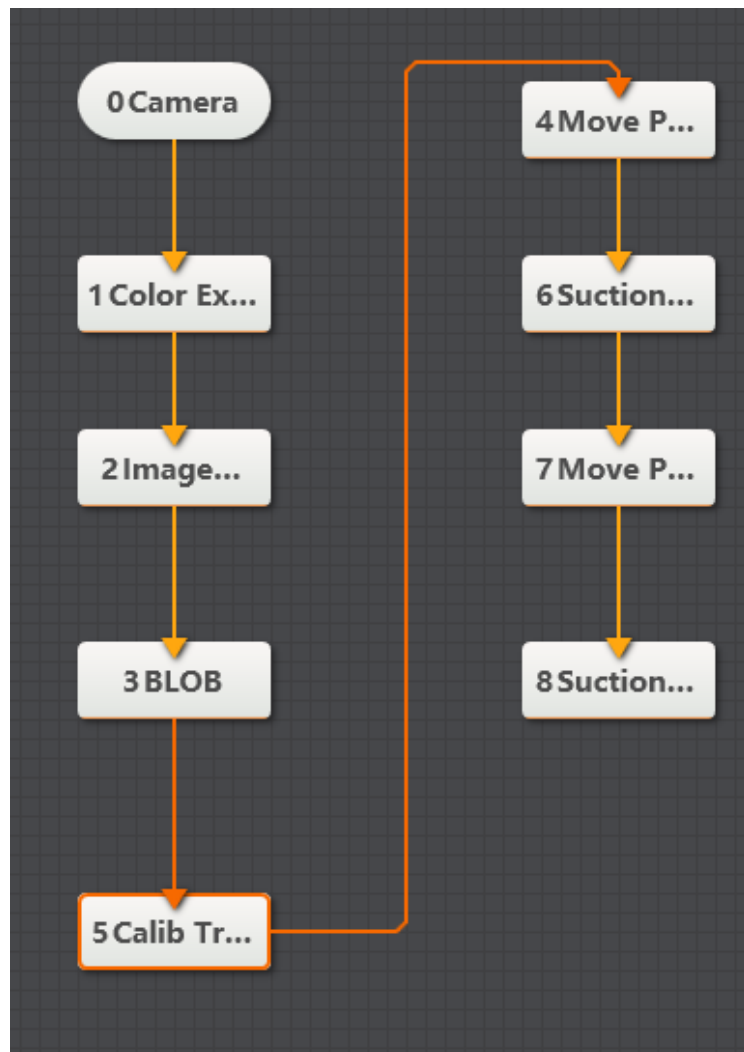 0 Camera
1 Color Ex...
2 Image...
3 BLOB
5 Calib Tr...
4 Move P...
6 Suction...
7 Move P...
8 Suction...